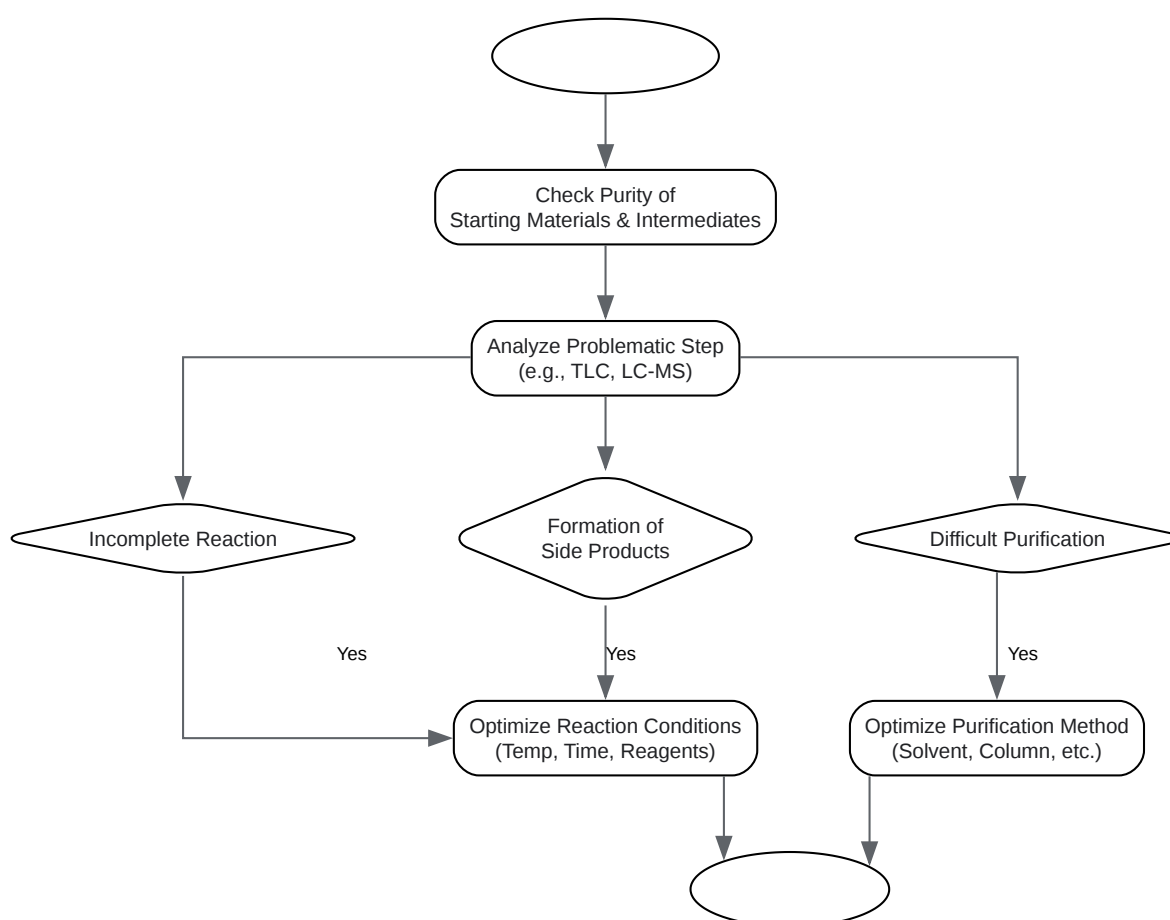 Check Purity of
Starting Materials & Intermediates
Analyze Problematic Step
(e.g., TLC, LC-MS)
Incomplete Reaction
Formation of
Side Products
Difficult Purification
Yes
Yes
Yes
Optimize Reaction Conditions
(Temp, Time, Reagents)
Optimize Purification Method
(Solvent, Column, etc.)